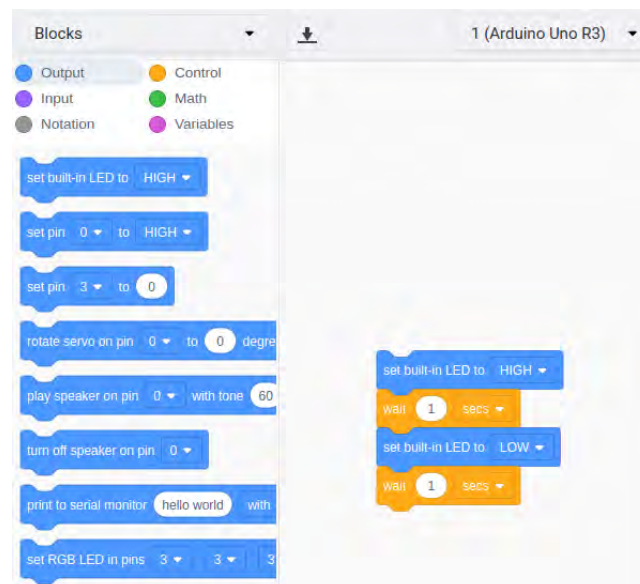 Blocks
1 (Arduino Uno R3)
Output
Control
Input
Math
Notation
Variables
set built-in LED to HIGH
set pin 0 to HIGH
set pin 3 to 0
rotate servo on pin 0 to 0 degre
play speaker on pin 0 with tone 60
turn off speaker on pin 0
print to serial monitor hello world with
set RGB LED in pins 3 3 3
set built-in LED to HIGH
wait 1 secs
set built-in LED to LOW
wait 1 secs